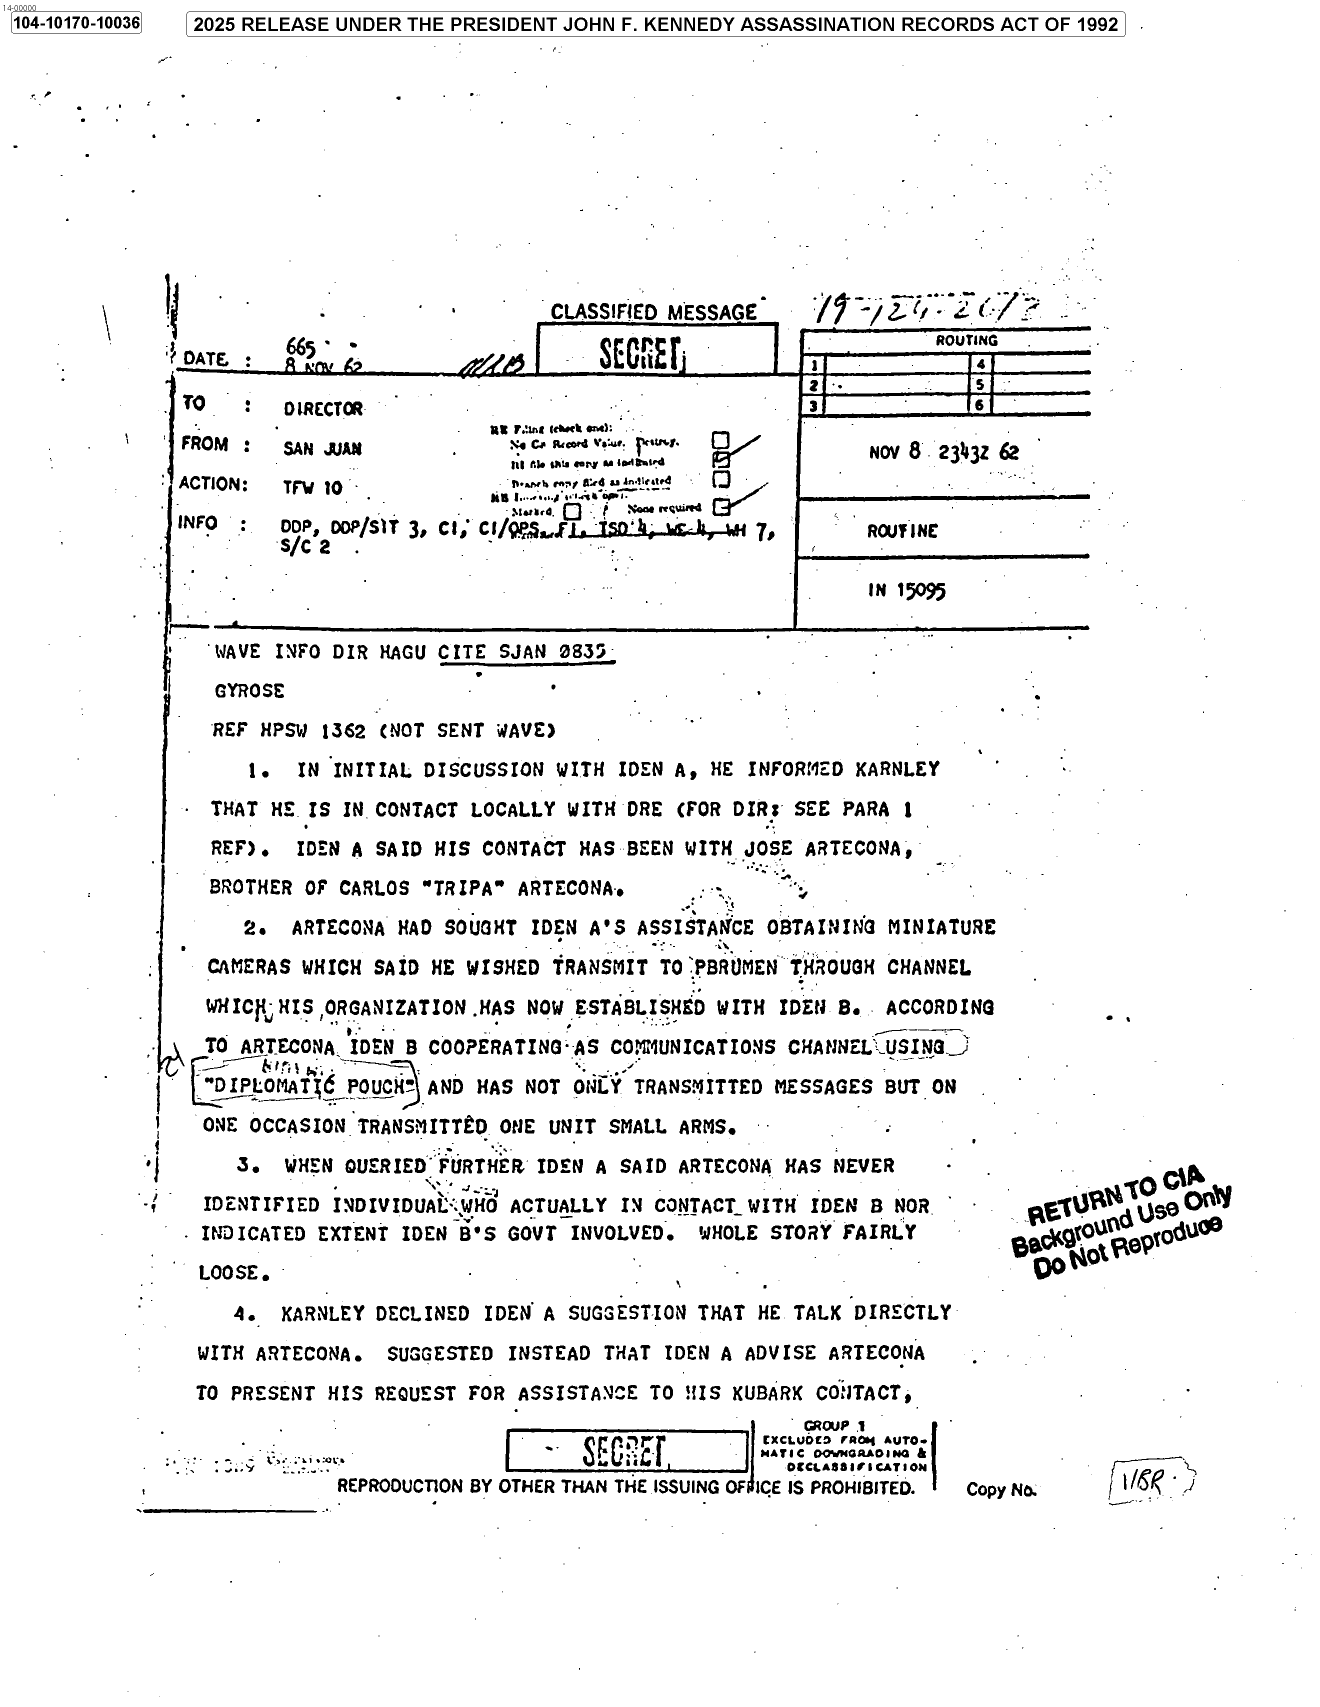 14-00000
104-10170-10036
2025 RELEASE UNDER THE PRESIDENT JOHN F. KENNEDY ASSASSINATION RECORDS ACT OF 1992
CLASSIFIED MESSAGE
SECRET
665
DATE : 8 NOV 62
TO : DIRECTOR
FROM : SAN JUAN
ACTION: TFW 10
INFO : DDP, DDP/SIT 3, CI, CI/OPS, FI, ISD 4, WE 4, WH 7,
S/C 2
RE Filing (check one):
No CS Record Value. Destroy.
RI file this copy as indicated
Branch copy filed as indicated
Marked None required
ROUTING
1 4
2 5
3 6
NOV 8 2343Z 62
ROUTINE
IN 15095
WAVE INFO DIR HAGU CITE SJAN 0835
GYROSE
REF HPSW 1362 (NOT SENT WAVE)
1. IN INITIAL DISCUSSION WITH IDEN A, HE INFORMED KARNLEY
THAT HE IS IN CONTACT LOCALLY WITH DRE (FOR DIR: SEE PARA 1
REF). IDEN A SAID HIS CONTACT HAS BEEN WITH JOSE ARTECONA,
BROTHER OF CARLOS "TRIPA" ARTECONA.
2. ARTECONA HAD SOUGHT IDEN A'S ASSISTANCE OBTAINING MINIATURE
CAMERAS WHICH SAID HE WISHED TRANSMIT TO PBRUMEN THROUGH CHANNEL
WHICH HIS ORGANIZATION HAS NOW ESTABLISHED WITH IDEN B. ACCORDING
TO ARTECONA IDEN B COOPERATING AS COMMUNICATIONS CHANNEL USING
"DIPLOMATIC POUCH" AND HAS NOT ONLY TRANSMITTED MESSAGES BUT ON
ONE OCCASION TRANSMITTED ONE UNIT SMALL ARMS.
3. WHEN QUERIED FURTHER IDEN A SAID ARTECONA HAS NEVER
IDENTIFIED INDIVIDUAL WHO ACTUALLY IN CONTACT WITH IDEN B NOR
INDICATED EXTENT IDEN B'S GOVT INVOLVED. WHOLE STORY FAIRLY
LOOSE.
RETURN TO CIA
Background Use Only
Do Not Reproduce
4. KARNLEY DECLINED IDEN A SUGGESTION THAT HE TALK DIRECTLY
WITH ARTECONA. SUGGESTED INSTEAD THAT IDEN A ADVISE ARTECONA
TO PRESENT HIS REQUEST FOR ASSISTANCE TO HIS KUBARK CONTACT,
SECRET
GROUP 1
EXCLUDED FROM AUTO-
MATIC DOWNGRADING &
DECLASSIFICATION
REPRODUCTION BY OTHER THAN THE ISSUING OFFICE IS PROHIBITED.
Copy No.